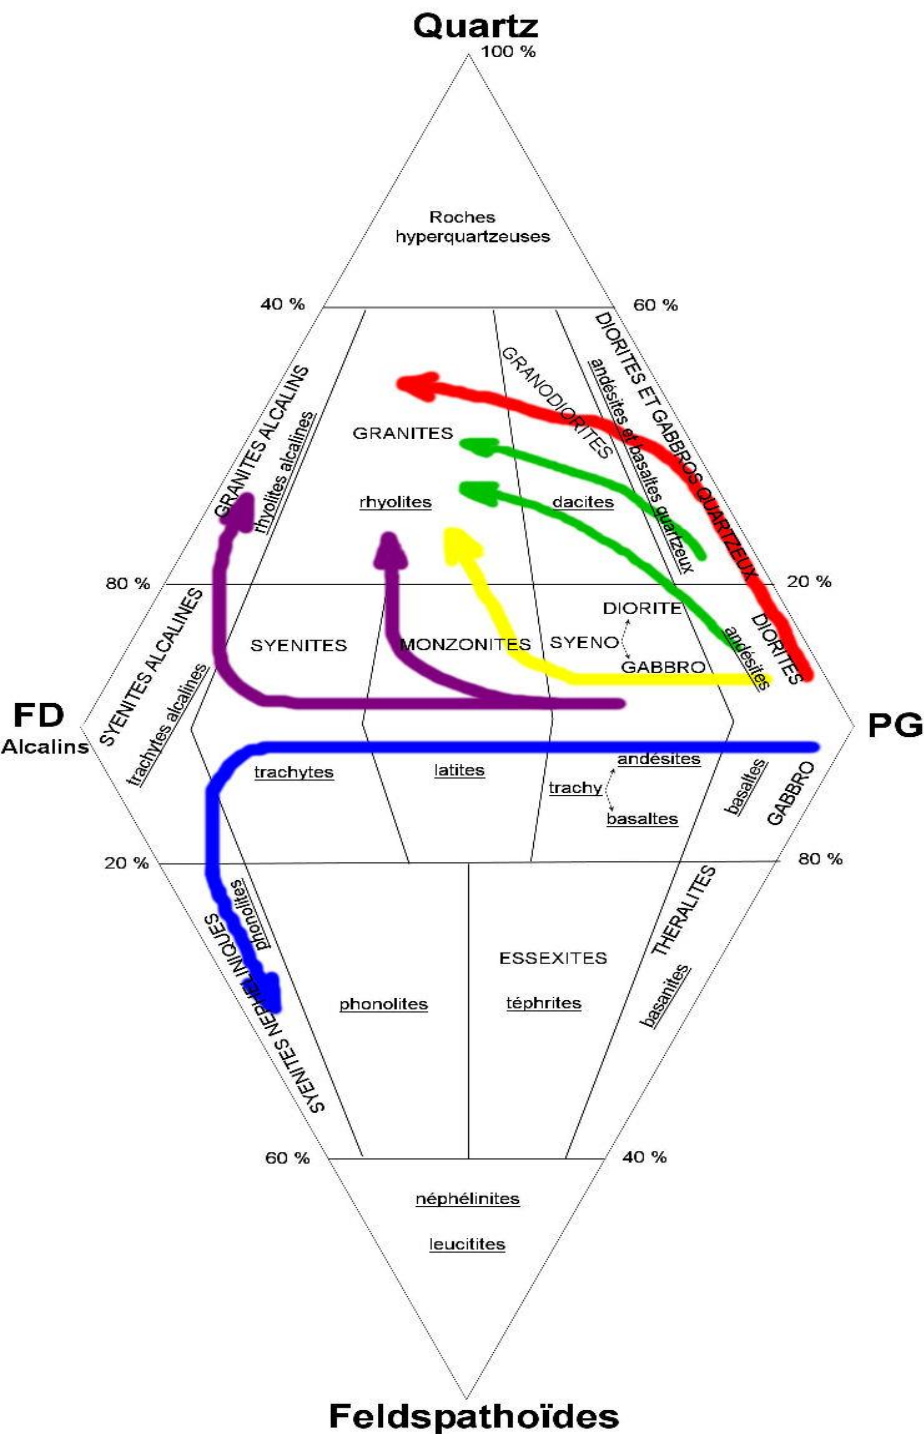 Quartz
100 %
Roches
hyperquartzeuses
40 %
60 %
DIORITES ET GABBROS QUARTZEUX
andésites et basaltes quartzeux
GRANODIORITES
GRANITES ALCALINS
rhyolites alcalines
GRANITES
rhyolites
dacites
80 %
20 %
SYENITES ALCALINES
trachytes alcalines
SYENITES
MONZONITES
DIORITE
SYENO
GABBRO
andésites
DIORITES
FD
Alcalins
PG
trachytes
latites
andésites
trachy
basaltes
basaltes
GABBRO
20 %
80 %
phonolites
SYENITES NEPHELINIQUES
THERALITES
basanites
ESSEXITES
phonolites
téphrites
60 %
40 %
néphélinites
leucitites
Feldspathoïdes